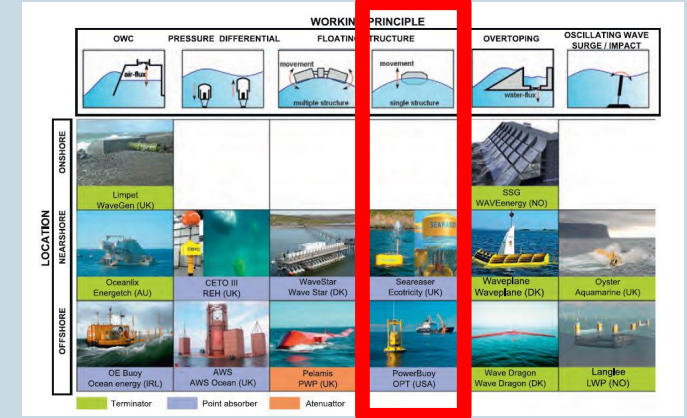 WORKING PRINCIPLE
OWC
PRESSURE DIFFERENTIAL
FLOATING STRUCTURE
OVERTOPING
OSCILLATING WAVE
SURGE / IMPACT
air-flux
movement
multiple structure
movement
single structure
water-flux
LOCATION
ONSHORE
Limpet
WaveGen (UK)
SSG
WAVEenergy (NO)
NEARSHORE
CETO
SEAREASER
Oceanlix
Energetch (AU)
CETO III
REH (UK)
WaveStar
Wave Star (DK)
Seareaser
Ecotricity (UK)
Waveplane
Waveplane (DK)
Oyster
Aquamarine (UK)
OFFSHORE
OE Buoy
Ocean energy (IRL)
AWS
AWS Ocean (UK)
Pelamis
PWP (UK)
PowerBuoy
OPT (USA)
Wave Dragon
Wave Dragon (DK)
Langlee
LWP (NO)
Terminator
Point absorber
Atenuattor